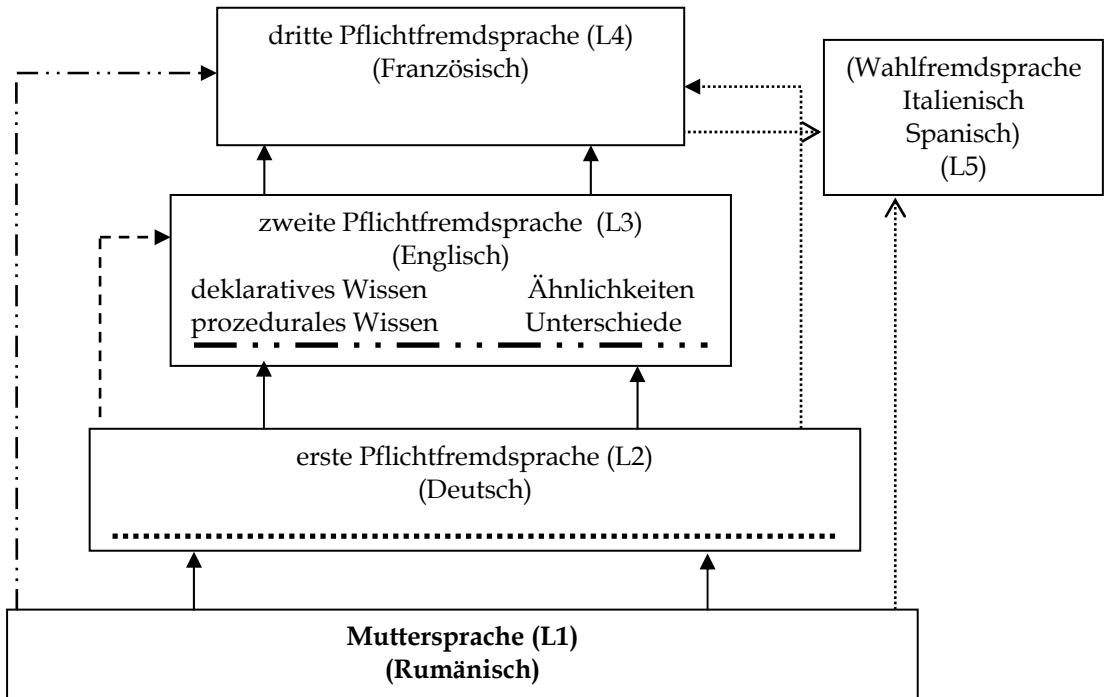 dritte Pflichtfremdsprache (L4)
(Französisch)
(Wahlfremdsprache
Italienisch
Spanisch)
(L5)
zweite Pflichtfremdsprache (L3)
(Englisch)
deklaratives Wissen Ähnlichkeiten
prozedurales Wissen Unterschiede
erste Pflichtfremdsprache (L2)
(Deutsch)
Muttersprache (L1)
(Rumänisch)